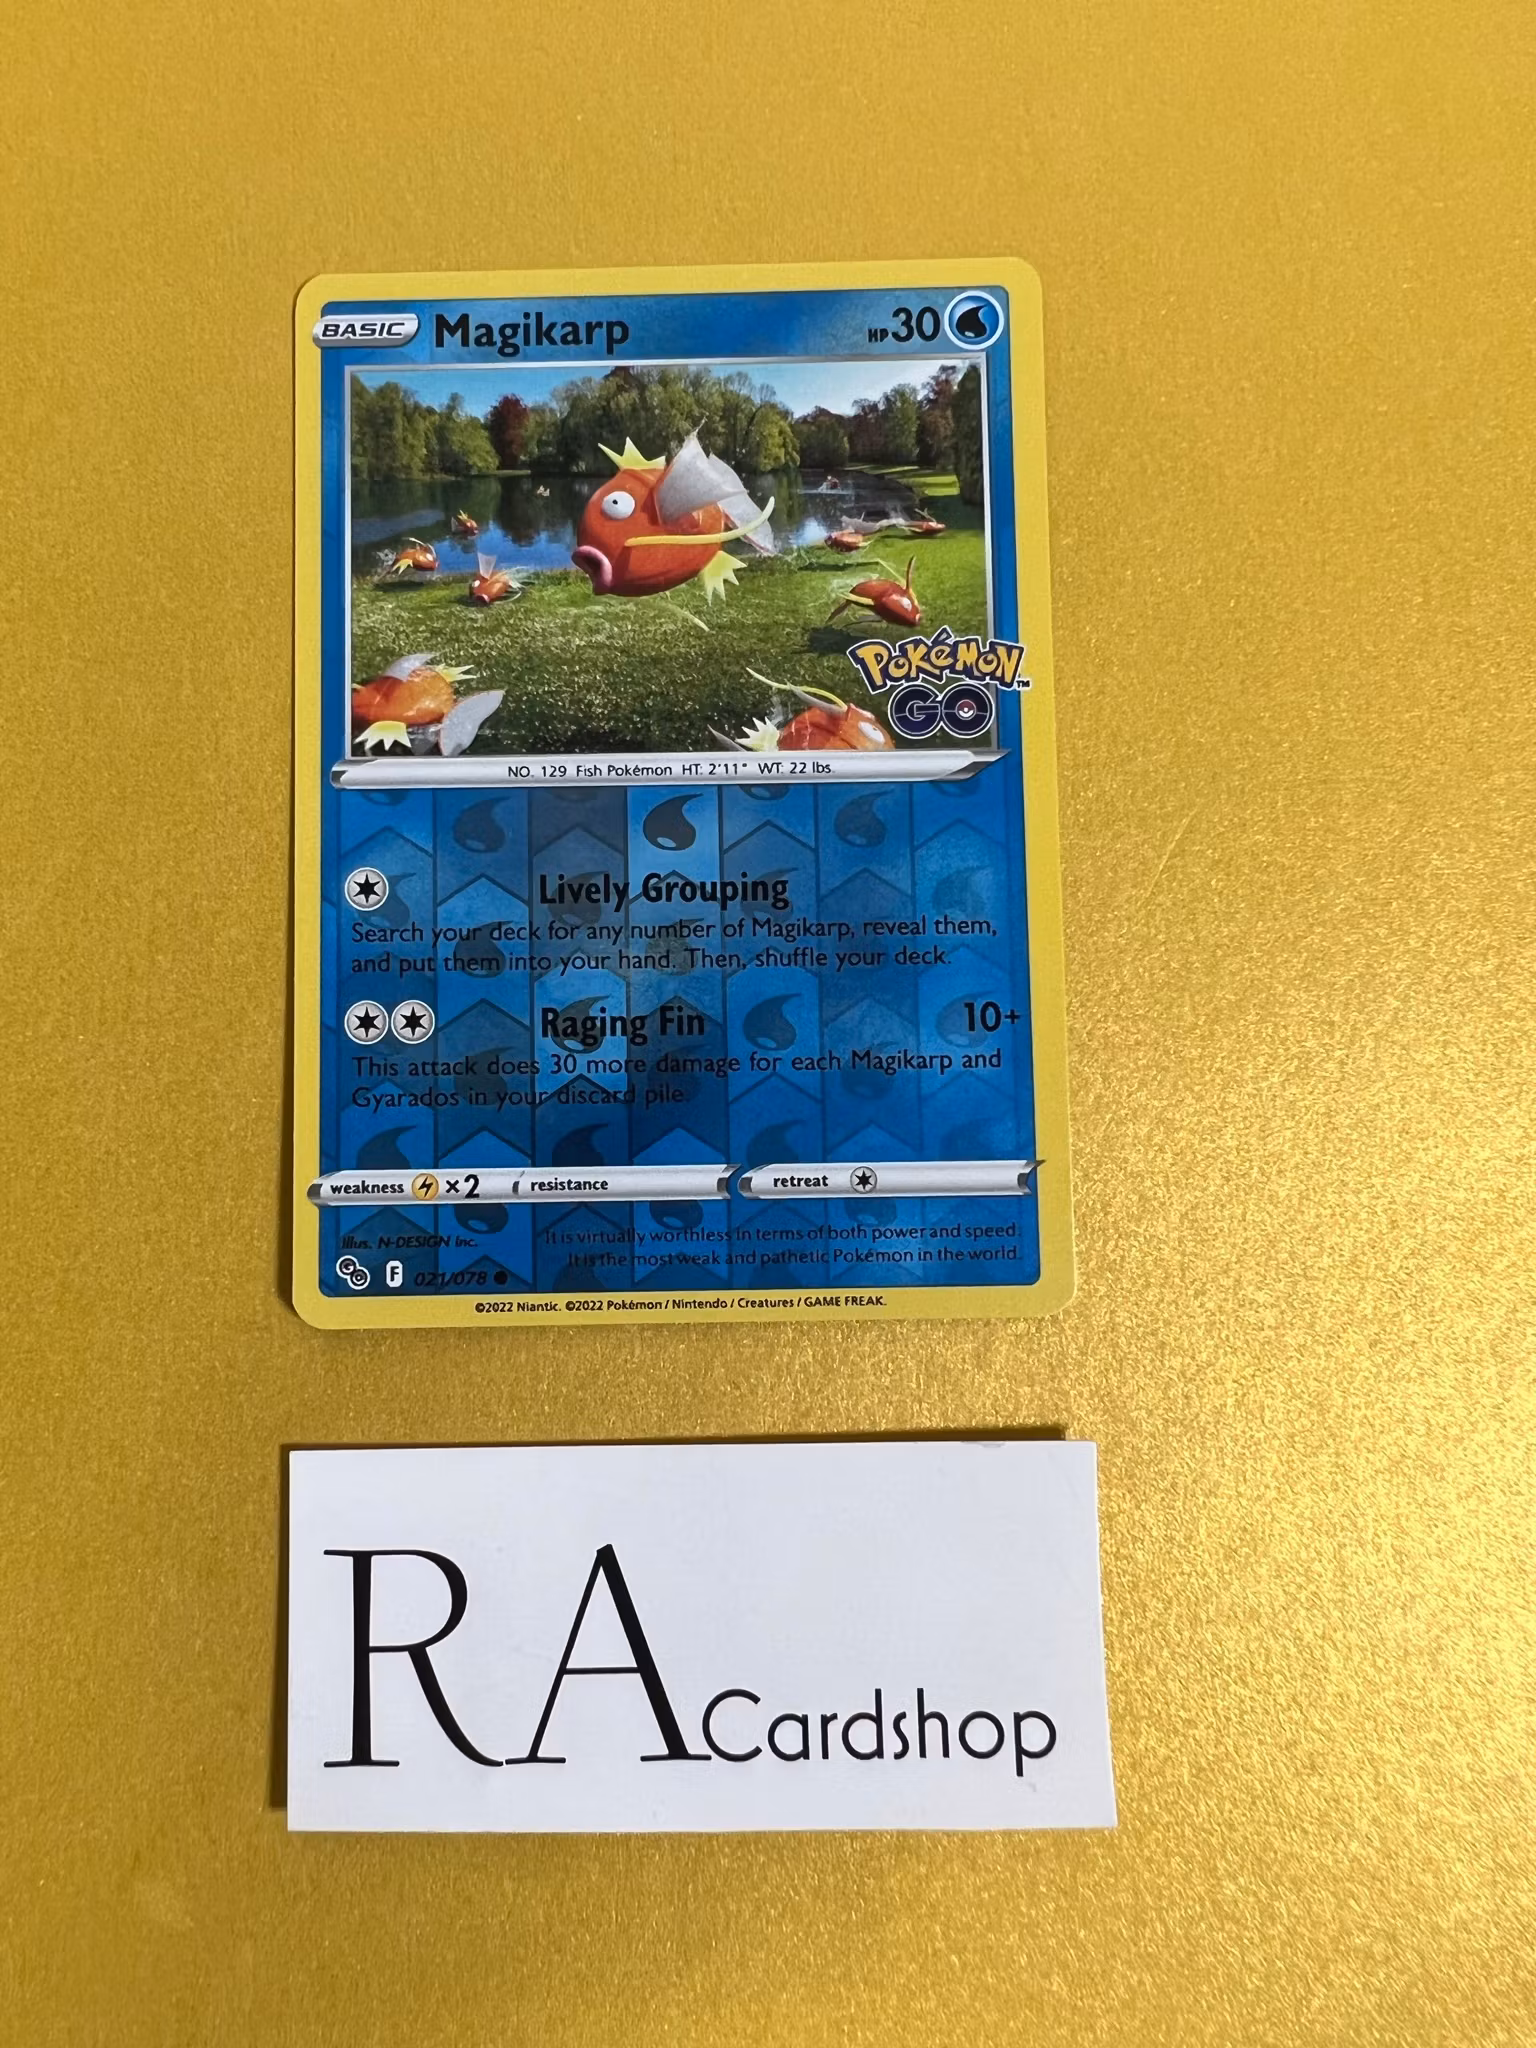 BASIC Magikarp HP 30
POKéMON™
GO
NO. 129 Fish Pokémon HT: 2'11" WT: 22 lbs.
Lively Grouping
Search your deck for any number of Magikarp, reveal them,
and put them into your hand. Then, shuffle your deck.
Raging Fin 10+
This attack does 30 more damage for each Magikarp and
Gyarados in your discard pile.
weakness ×2 resistance retreat
Illus. N-DESIGN Inc.
It is virtually worthless in terms of both power and speed.
It is the most weak and pathetic Pokémon in the world.
GO F 021/078
©2022 Niantic. ©2022 Pokémon / Nintendo / Creatures / GAME FREAK.
RA Cardshop